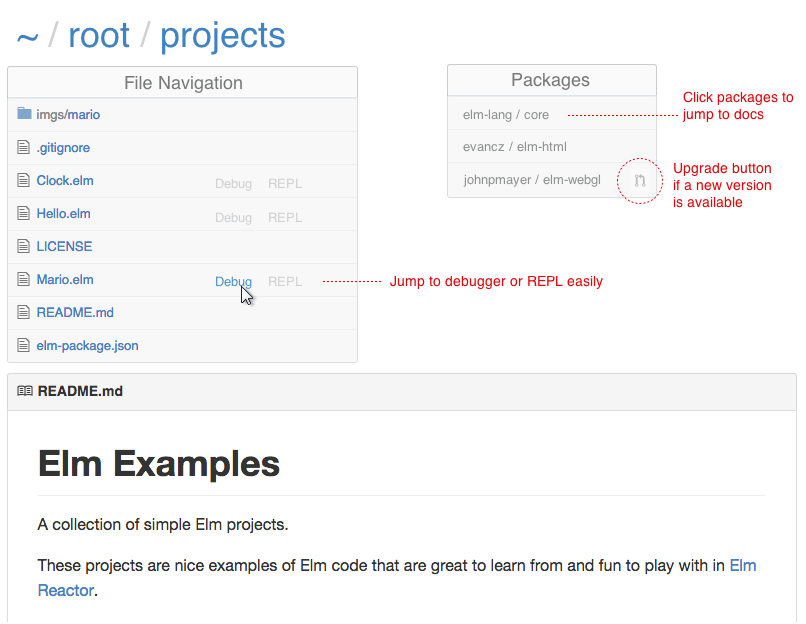 ~ / root / projects
File Navigation
imgs/mario
.gitignore
Clock.elm Debug REPL
Hello.elm Debug REPL
LICENSE
Mario.elm Debug REPL
README.md
elm-package.json
Jump to debugger or REPL easily
Packages
elm-lang / core
evancz / elm-html
johnpmayer / elm-webgl
Click packages to
jump to docs
Upgrade button
if a new version
is available
README.md
Elm Examples
A collection of simple Elm projects.
These projects are nice examples of Elm code that are great to learn from and fun to play with in Elm
Reactor.